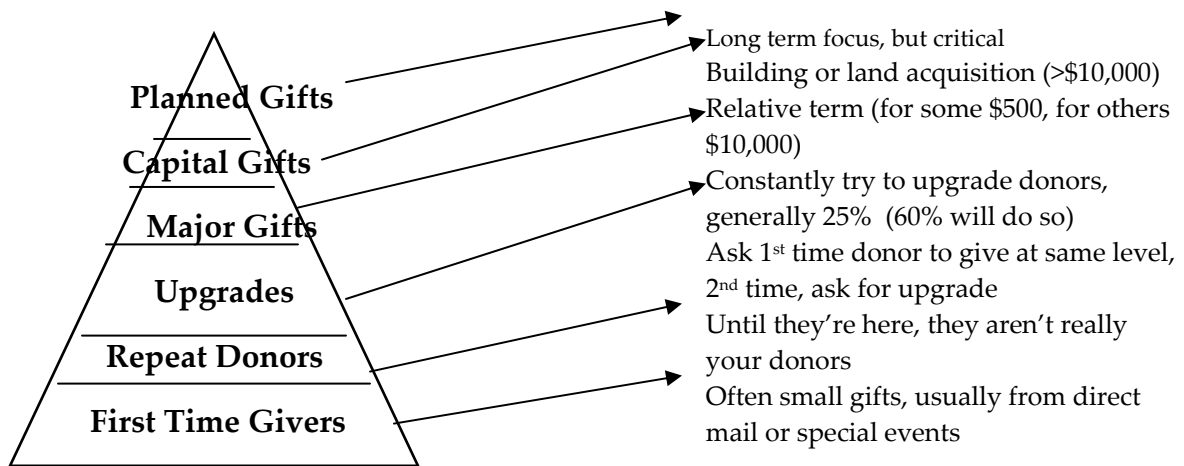 Planned Gifts
Capital Gifts
Major Gifts
Upgrades
Repeat Donors
First Time Givers
Long term focus, but critical
Building or land acquisition (>$10,000)
Relative term (for some $500, for others
$10,000)
Constantly try to upgrade donors,
generally 25%  (60% will do so)
Ask 1st time donor to give at same level,
2nd time, ask for upgrade
Until they’re here, they aren’t really
your donors
Often small gifts, usually from direct
mail or special events